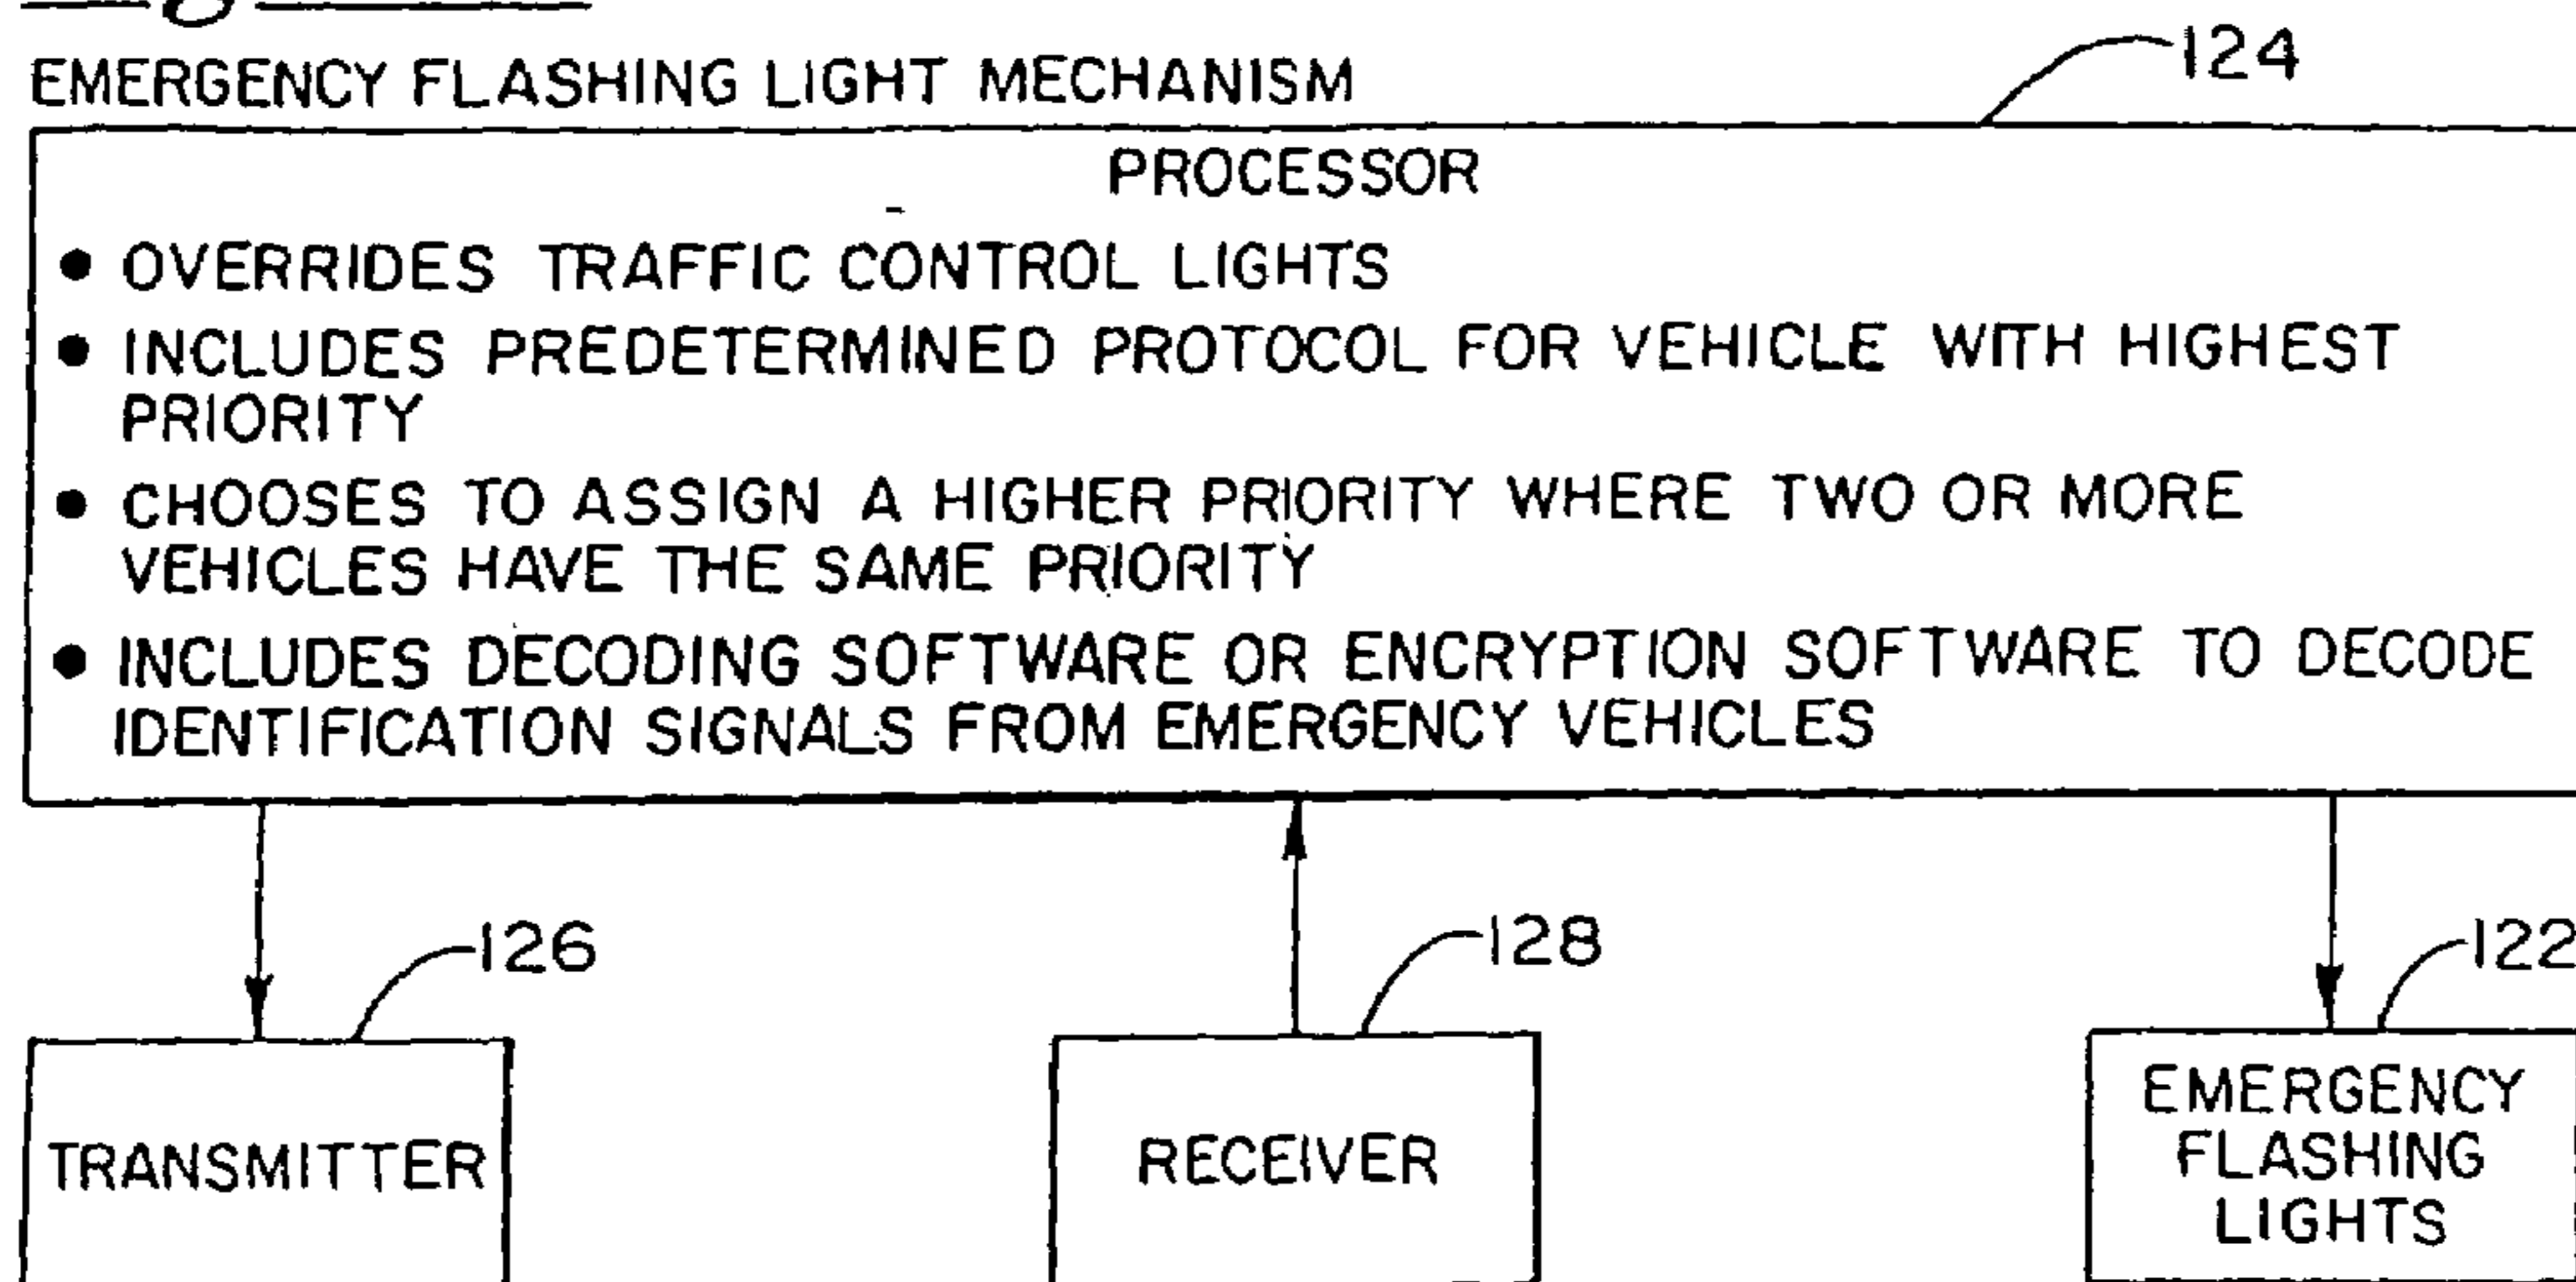 EMERGENCY FLASHING LIGHT MECHANISM
124
PROCESSOR
• OVERRIDES TRAFFIC CONTROL LIGHTS
• INCLUDES PREDETERMINED PROTOCOL FOR VEHICLE WITH HIGHEST
PRIORITY
• CHOOSES TO ASSIGN A HIGHER PRIORITY WHERE TWO OR MORE
VEHICLES HAVE THE SAME PRIORITY
• INCLUDES DECODING SOFTWARE OR ENCRYPTION SOFTWARE TO DECODE
IDENTIFICATION SIGNALS FROM EMERGENCY VEHICLES
126
128
122
TRANSMITTER
RECEIVER
EMERGENCY
FLASHING
LIGHTS